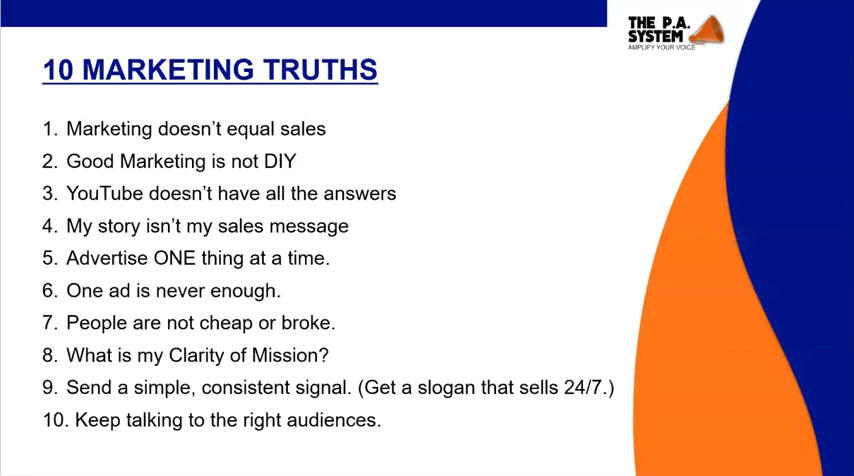 THE P.A.
SYSTEM
AMPLIFY YOUR VOICE
10 MARKETING TRUTHS
1. Marketing doesn’t equal sales
2. Good Marketing is not DIY
3. YouTube doesn’t have all the answers
4. My story isn’t my sales message
5. Advertise ONE thing at a time.
6. One ad is never enough.
7. People are not cheap or broke.
8. What is my Clarity of Mission?
9. Send a simple, consistent signal. (Get a slogan that sells 24/7.)
10. Keep talking to the right audiences.